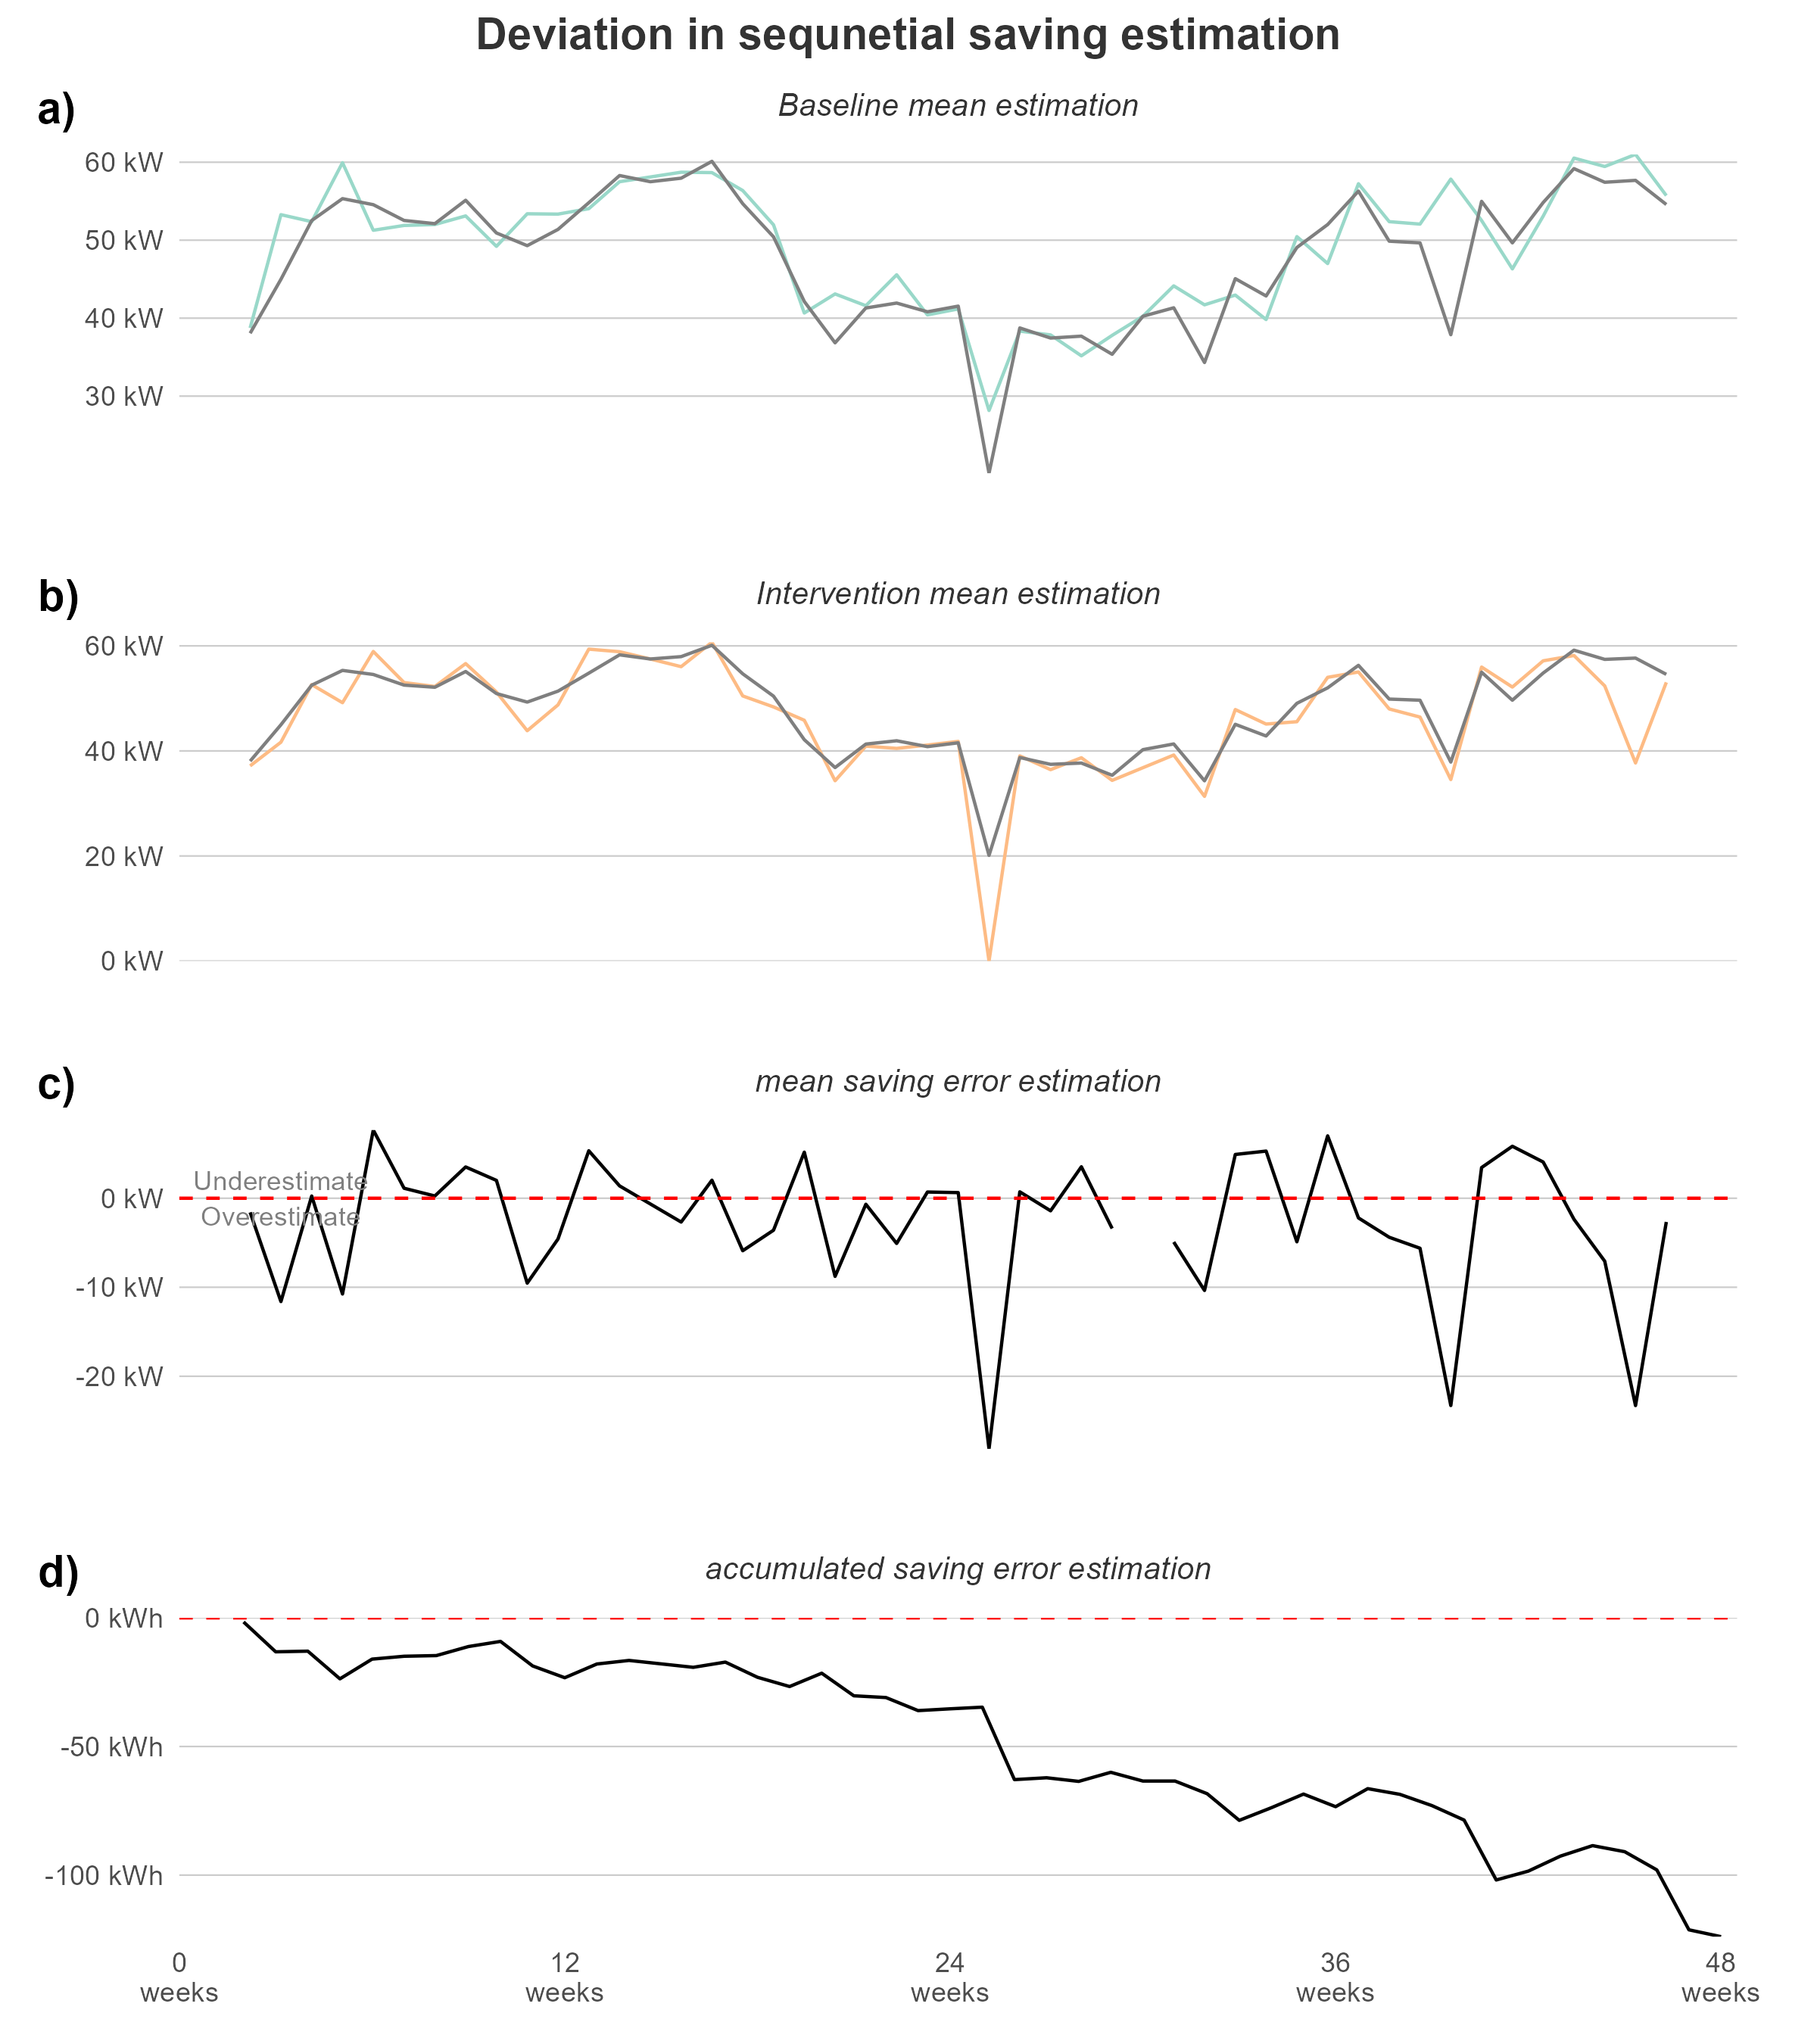 Deviation in sequnetial saving estimation
a)
Baseline mean estimation
60 kW
50 kW
40 kW
30 kW
b)
Intervention mean estimation
60 kW
40 kW
20 kW
0 kW
c)
mean saving error estimation
Underestimate
0 kW
Overestimate
-10 kW
-20 kW
d)
accumulated saving error estimation
0 kWh
-50 kWh
-100 kWh
0 12 24 36 48
weeks weeks weeks weeks weeks